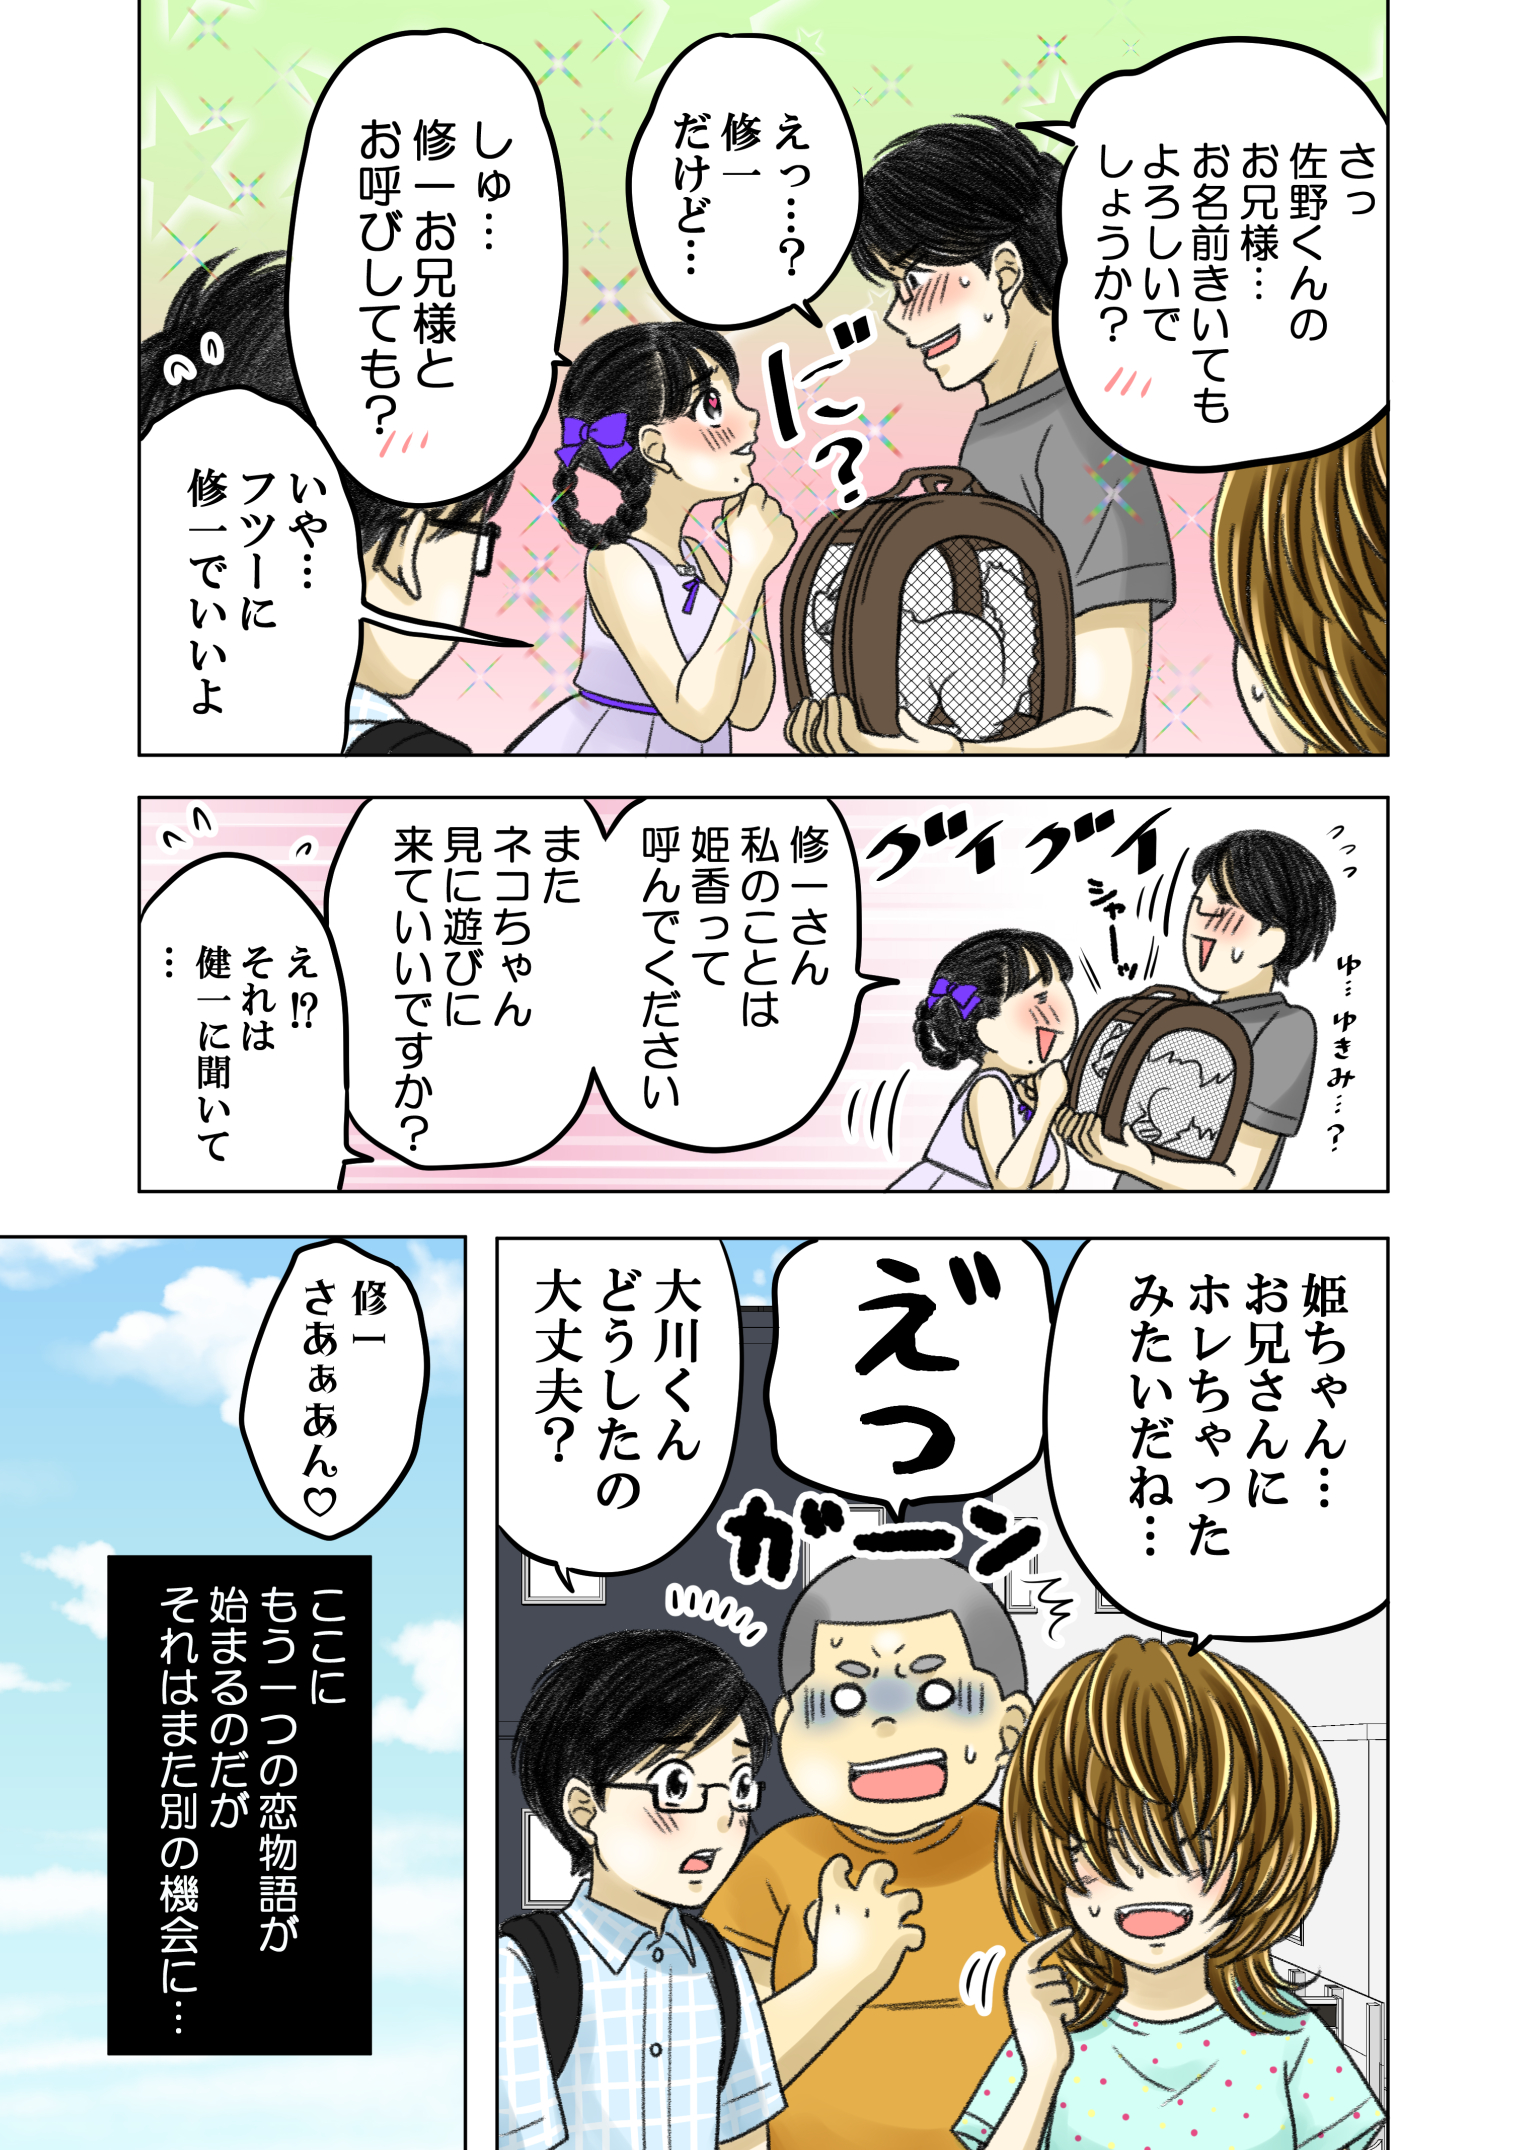 さっ
佐野くんの
お兄様…
お名前きいても
よろしいで
しょうか?
えっ…?
修一
だけど…
に゛?
しゅ…
修一お兄様と
お呼びしても?
いや…
フツーに
修一でいいよ
ゆ…ゆきみ…?
シャーッ
グイグイ
修一さん
私のことは
姫香って
呼んでください
また
ネコちゃん
見に遊びに
来ていいですか?
え!?
それは
健一に聞いて
…
姫ちゃん…
お兄さんに
ホレちゃった
みたいだね…
え゛っ
ガーン
大川くん
どうしたの
大丈夫?
修一
さあぁあん♡
ここに
もう一つの恋物語が
始まるのだが
それはまた別の機会に…